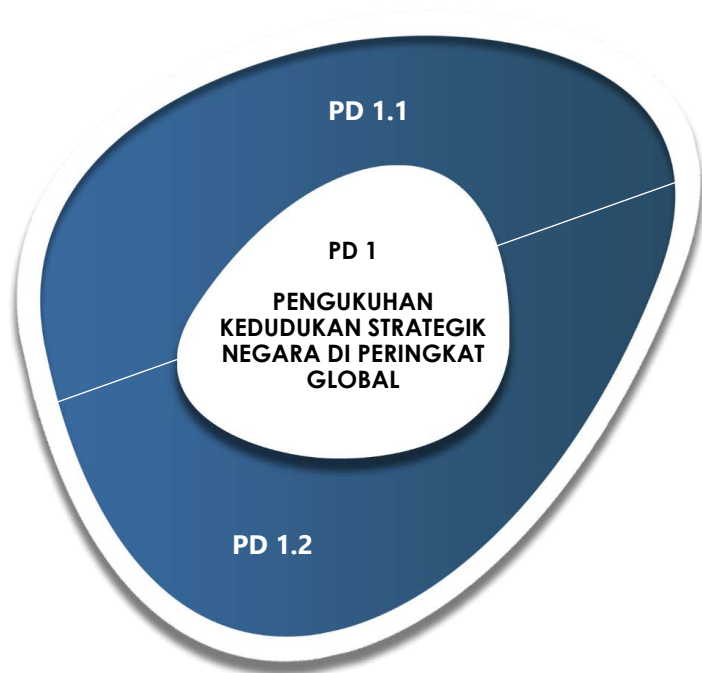 PD 1.1
PD 1
PENGUKUHAN
KEDUDUKAN STRATEGIK
NEGARA DI PERINGKAT
GLOBAL
PD 1.2